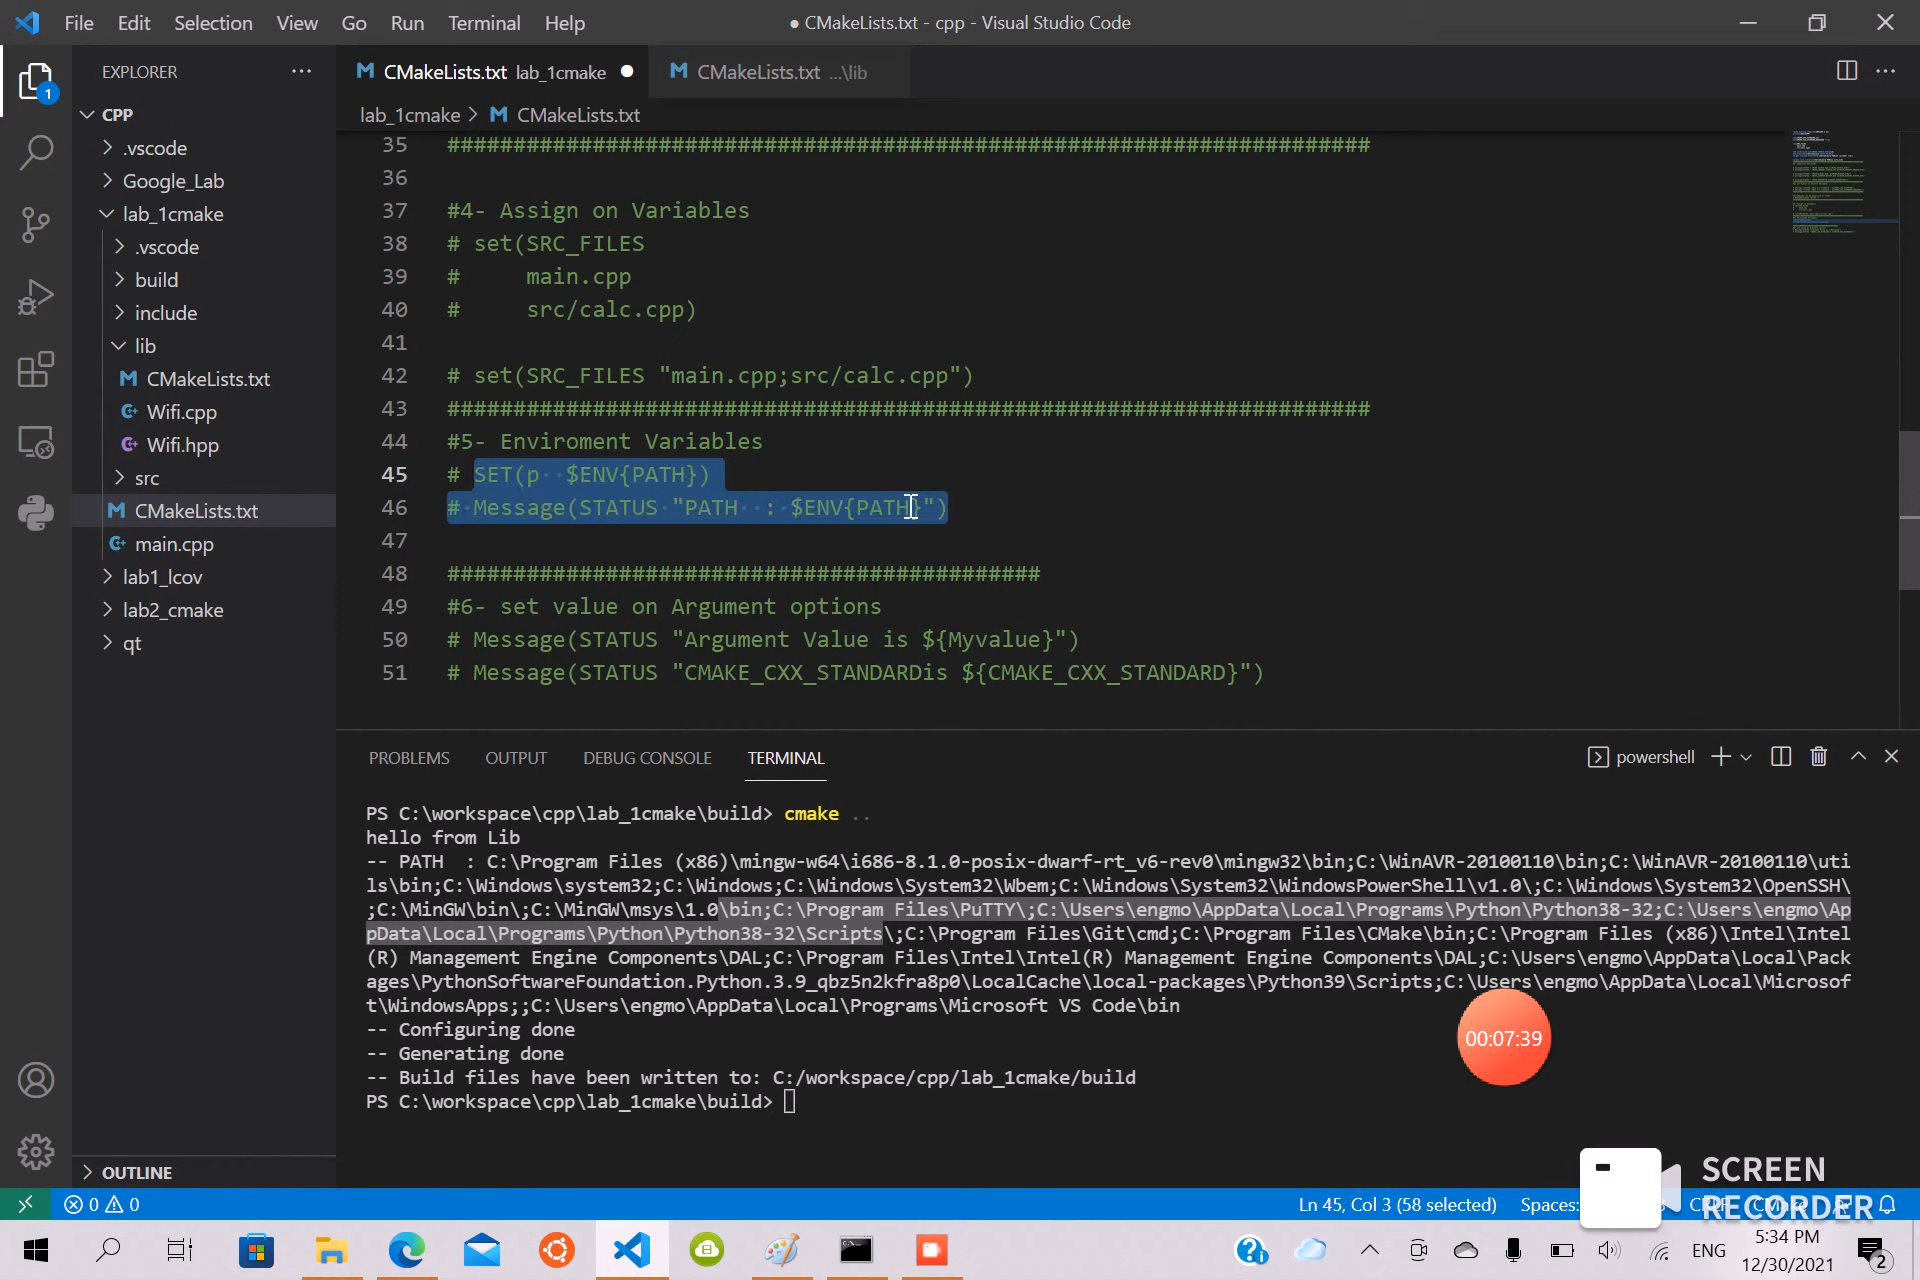 File Edit Selection View Go Run Terminal Help
● CMakeLists.txt - cpp - Visual Studio Code
EXPLORER
CMakeLists.txt lab_1cmake
CMakeLists.txt ...\lib
CPP
.vscode
Google_Lab
lab_1cmake
.vscode
build
include
lib
CMakeLists.txt
Wifi.cpp
Wifi.hpp
src
CMakeLists.txt
main.cpp
lab1_lcov
lab2_cmake
qt
OUTLINE
1
lab_1cmake > CMakeLists.txt
35 ######################################################################
36
37 #4- Assign on Variables
38 # set(SRC_FILES
39 #     main.cpp
40 #     src/calc.cpp)
41
42 # set(SRC_FILES "main.cpp;src/calc.cpp")
43 ######################################################################
44 #5- Enviroment Variables
45 # SET(p  $ENV{PATH})
46 # Message(STATUS "PATH  : $ENV{PATH}")
47
48 #############################################
49 #6- set value on Argument options
50 # Message(STATUS "Argument Value is ${Myvalue}")
51 # Message(STATUS "CMAKE_CXX_STANDARDis ${CMAKE_CXX_STANDARD}")
PROBLEMS OUTPUT DEBUG CONSOLE TERMINAL
powershell
PS C:\workspace\cpp\lab_1cmake\build> cmake ..
hello from Lib
-- PATH  : C:\Program Files (x86)\mingw-w64\i686-8.1.0-posix-dwarf-rt_v6-rev0\mingw32\bin;C:\WinAVR-20100110\bin;C:\WinAVR-20100110\uti
ls\bin;C:\Windows\system32;C:\Windows;C:\Windows\System32\Wbem;C:\Windows\System32\WindowsPowerShell\v1.0\;C:\Windows\System32\OpenSSH\
;C:\MinGW\bin\;C:\MinGW\msys\1.0\bin;C:\Program Files\PuTTY\;C:\Users\engmo\AppData\Local\Programs\Python\Python38-32;C:\Users\engmo\Ap
pData\Local\Programs\Python\Python38-32\Scripts\;C:\Program Files\Git\cmd;C:\Program Files\CMake\bin;C:\Program Files (x86)\Intel\Intel
(R) Management Engine Components\DAL;C:\Program Files\Intel\Intel(R) Management Engine Components\DAL;C:\Users\engmo\AppData\Local\Pack
ages\PythonSoftwareFoundation.Python.3.9_qbz5n2kfra8p0\LocalCache\local-packages\Python39\Scripts;C:\Users\engmo\AppData\Local\Microsof
t\WindowsApps;;C:\Users\engmo\AppData\Local\Programs\Microsoft VS Code\bin
-- Configuring done
-- Generating done
-- Build files have been written to: C:/workspace/cpp/lab_1cmake/build
PS C:\workspace\cpp\lab_1cmake\build>
00:07:39
SCREEN
RECORDER
0 0
Ln 45, Col 3 (58 selected) Spaces:
ENG
5:34 PM
12/30/2021
2